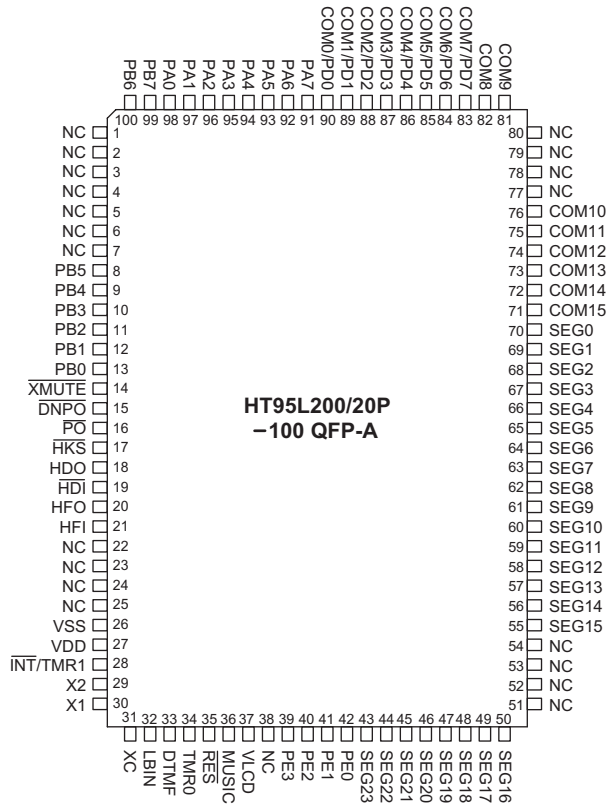 PB6
PB7
PA0
PA1
PA2
PA3
PA4
PA5
PA6
PA7
COM0/PD0
COM1/PD1
COM2/PD2
COM3/PD3
COM4/PD4
COM5/PD5
COM6/PD6
COM7/PD7
COM8
COM9
100 99 98 97 96 95 94 93 92 91 90 89 88 87 86 85 84 83 82 81
NC 1
NC 2
NC 3
NC 4
NC 5
NC 6
NC 7
PB5 8
PB4 9
PB3 10
PB2 11
PB1 12
PB0 13
XMUTE 14
DNPO 15
PO 16
HKS 17
HDO 18
HDI 19
HFO 20
HFI 21
NC 22
NC 23
NC 24
NC 25
VSS 26
VDD 27
INT/TMR1 28
X2 29
X1 30
HT95L200/20P
–100 QFP-A
80 NC
79 NC
78 NC
77 NC
76 COM10
75 COM11
74 COM12
73 COM13
72 COM14
71 COM15
70 SEG0
69 SEG1
68 SEG2
67 SEG3
66 SEG4
65 SEG5
64 SEG6
63 SEG7
62 SEG8
61 SEG9
60 SEG10
59 SEG11
58 SEG12
57 SEG13
56 SEG14
55 SEG15
54 NC
53 NC
52 NC
51 NC
31 32 33 34 35 36 37 38 39 40 41 42 43 44 45 46 47 48 49 50
XC
LBIN
DTMF
TMR0
RES
MUSIC
VLCD
NC
PE3
PE2
PE1
PE0
SEG23
SEG22
SEG21
SEG20
SEG19
SEG18
SEG17
SEG16